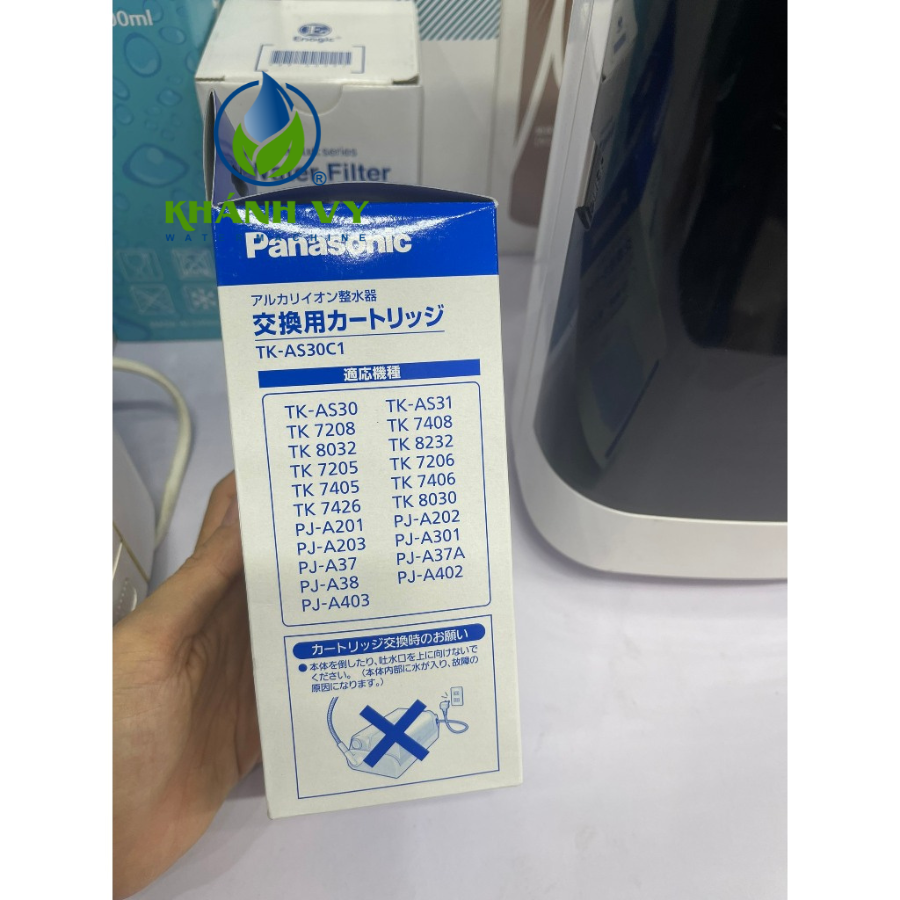 00ml
Enagic
series
Water Filter
KHÁNH VY
®
Panasonic
アルカリイオン整水器
交換用カートリッジ
TK-AS30C1
適応機種
TK-AS30 TK-AS31
TK 7208 TK 7408
TK 8032 TK 8232
TK 7205 TK 7206
TK 7405 TK 7406
TK 7426 TK 8030
PJ-A201 PJ-A202
PJ-A203 PJ-A301
PJ-A37 PJ-A37A
PJ-A38 PJ-A402
PJ-A403
カートリッジ交換時のお願い
●本体を倒したり、吐水口を上に向けないで
ください。(本体内部に水が入り、故障の
原因になります。)